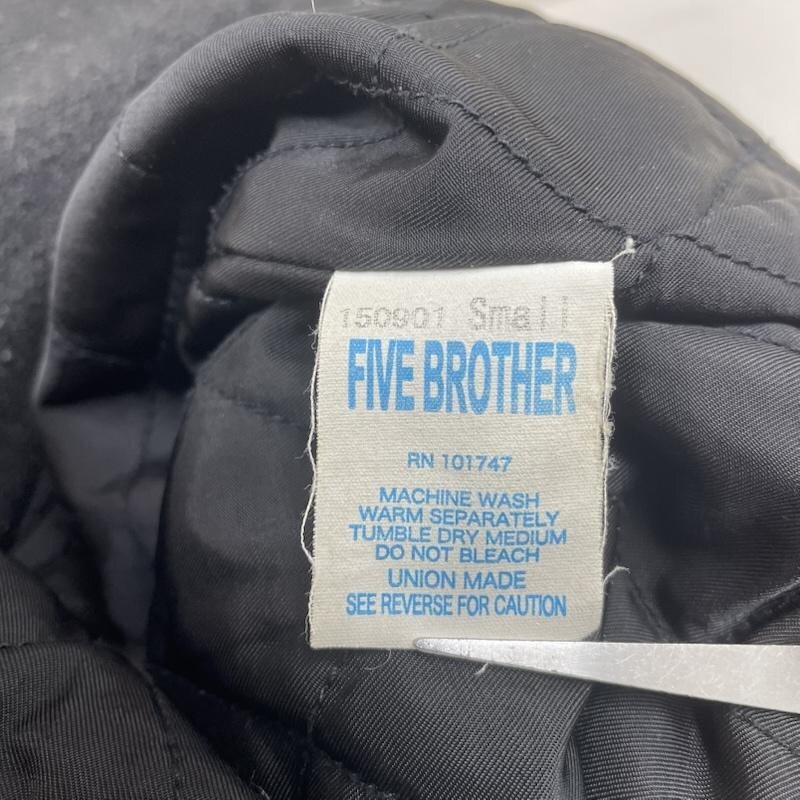 150901 Small
FIVE BROTHER
RN 101747
MACHINE WASH
WARM SEPARATELY
TUMBLE DRY MEDIUM
DO NOT BLEACH
UNION MADE
SEE REVERSE FOR CAUTION